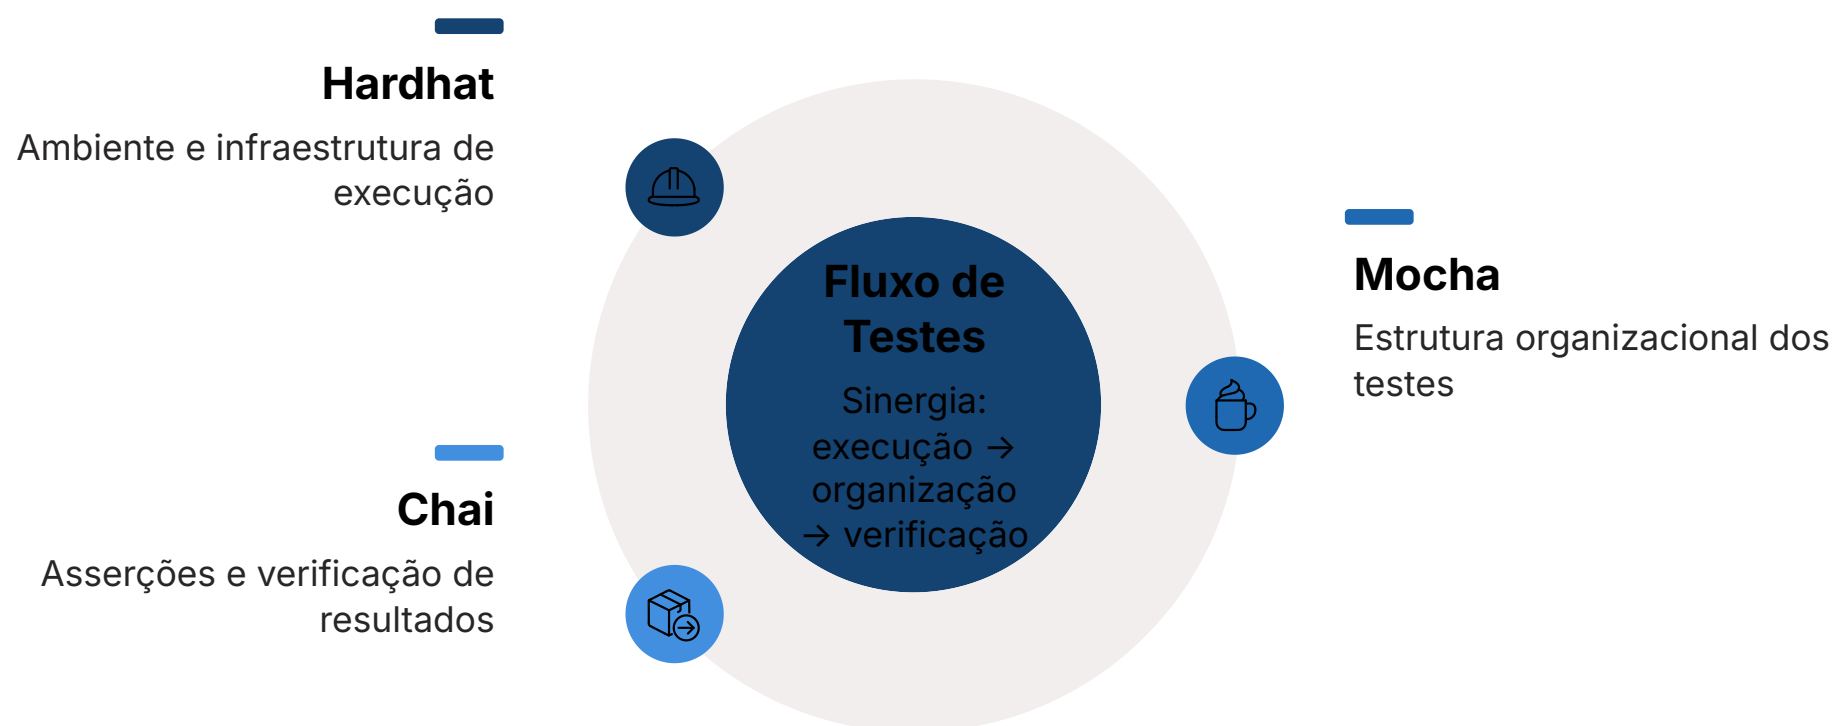 Hardhat
Ambiente e infraestrutura de
execução
Fluxo de
Testes
Sinergia:
execução →
organização
→ verificação
Mocha
Estrutura organizacional dos
testes
Chai
Asserções e verificação de
resultados